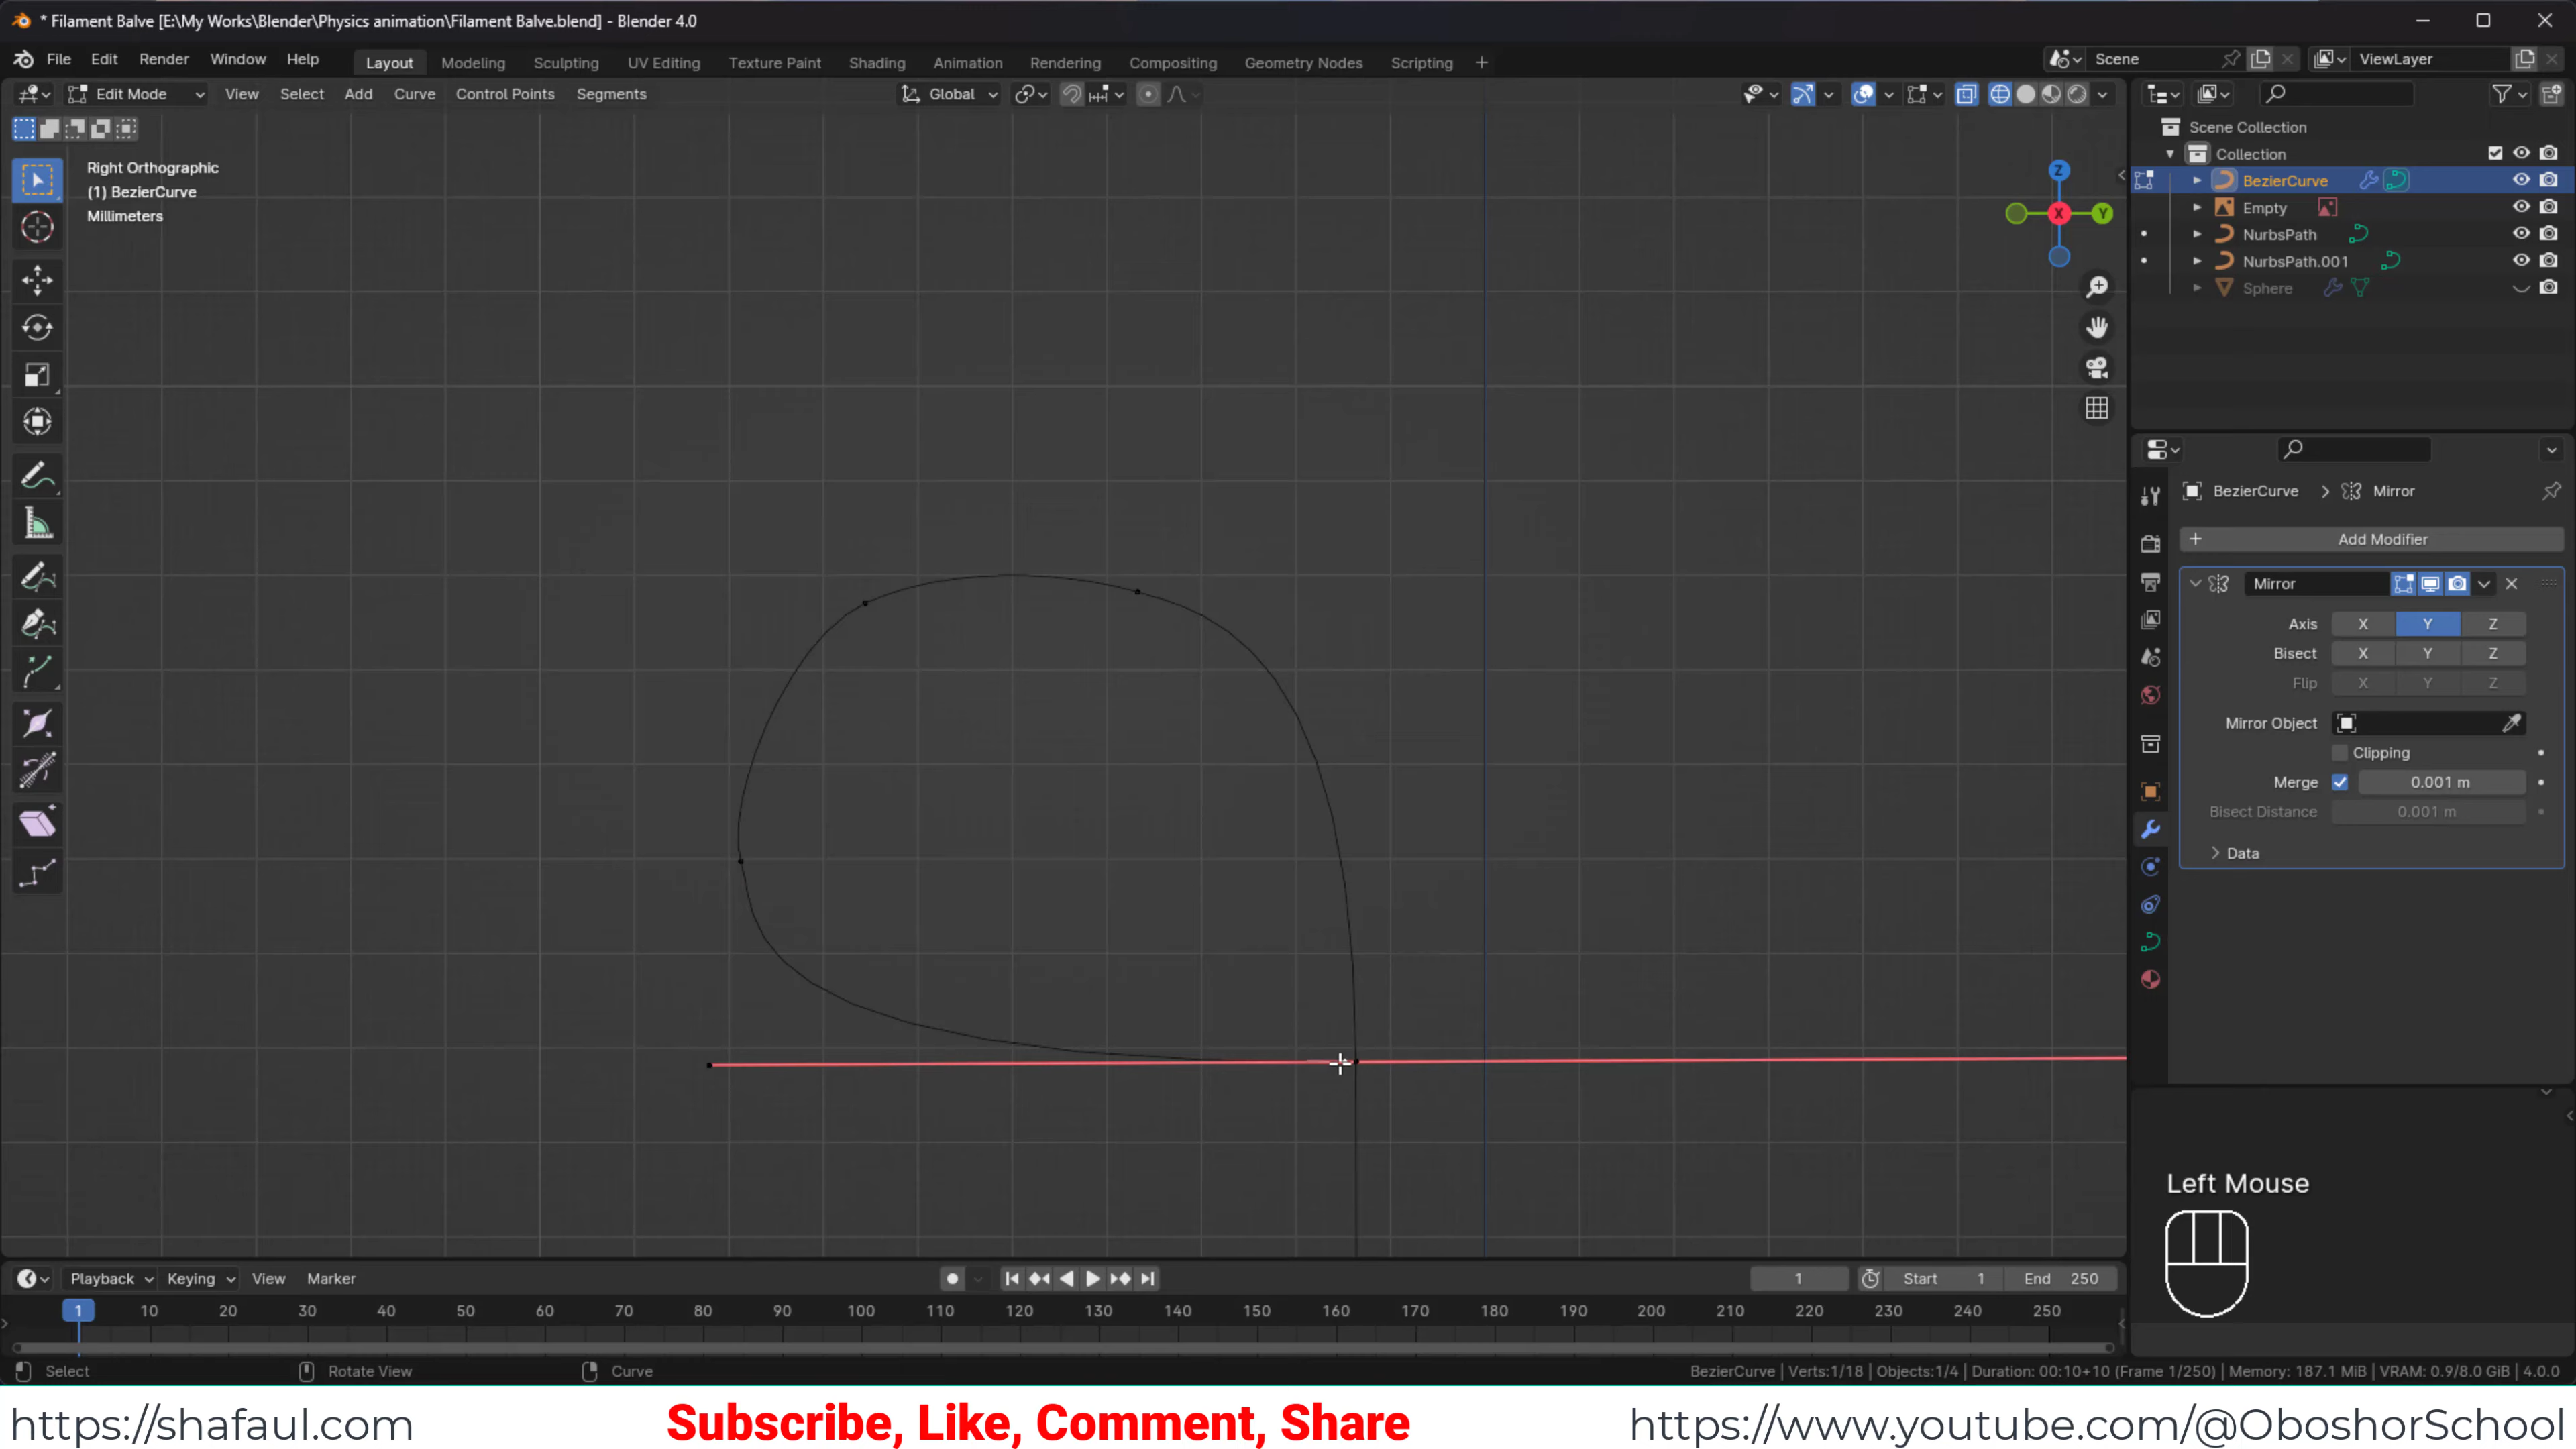 * Filament Balve [E:\My Works\Blender\Physics animation\Filament Balve.blend] - Blender 4.0
File Edit Render Window Help Layout Modeling Sculpting UV Editing Texture Paint Shading Animation Rendering Compositing Geometry Nodes Scripting + Scene ViewLayer
Edit Mode View Select Add Curve Control Points Segments Global
Right Orthographic
(1) BezierCurve
Millimeters
Z
X
Y
Scene Collection
Collection
BezierCurve
Empty
NurbsPath
NurbsPath.001
Sphere
BezierCurve > Mirror
+ Add Modifier
Mirror
Axis X Y Z
Bisect X Y Z
Flip X Y Z
Mirror Object
Clipping
Merge 0.001 m
Bisect Distance 0.001 m
> Data
Left Mouse
Playback Keying View Marker 1 Start 1 End 250
1 10 20 30 40 50 60 70 80 90 100 110 120 130 140 150 160 170 180 190 200 210 220 230 240 250
Select Rotate View Curve BezierCurve | Verts:1/18 | Objects:1/4 | Duration: 00:10+10 (Frame 1/250) | Memory: 187.1 MiB | VRAM: 0.9/8.0 GiB | 4.0.0
https://shafaul.com Subscribe, Like, Comment, Share https://www.youtube.com/@OboshorSchool